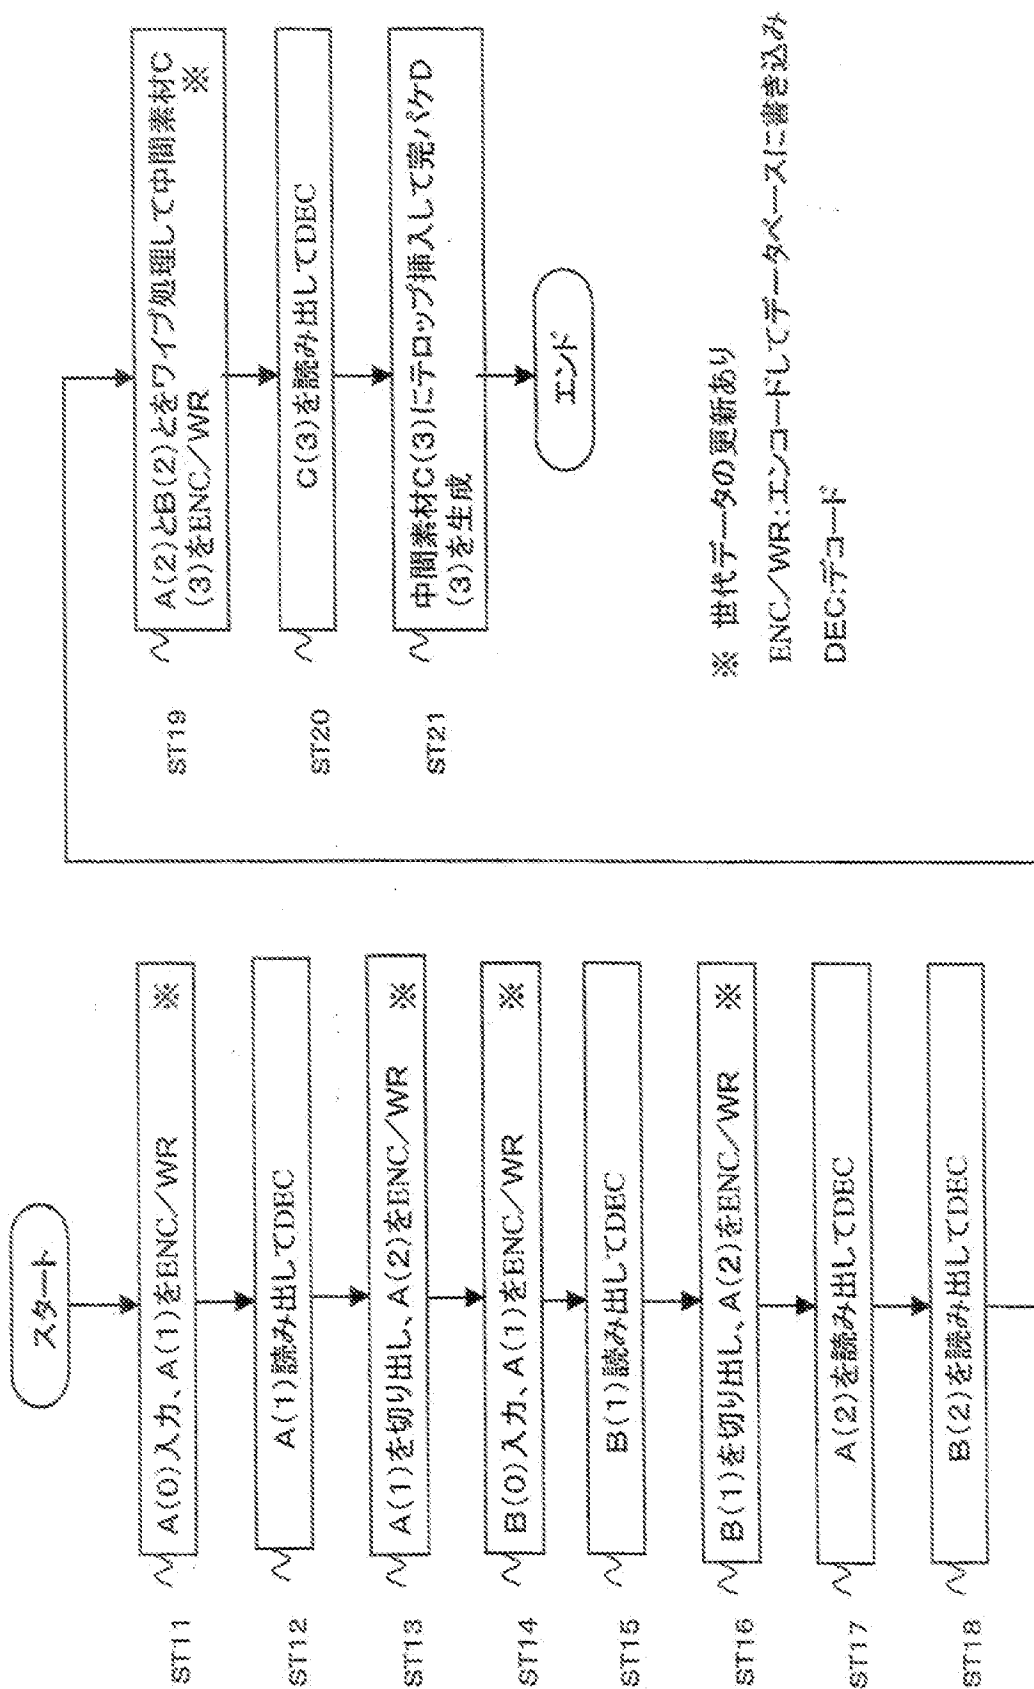 スタート
ST11
A(0)入力、A(1)をENC/WR ※
ST12
A(1)読み出してDEC
ST13
A(1)を切り出し、A(2)をENC/WR ※
ST14
B(0)入力、A(1)をENC/WR ※
ST15
B(1)読み出してDEC
ST16
B(1)を切り出し、A(2)をENC/WR ※
ST17
A(2)を読み出してDEC
ST18
B(2)を読み出してDEC
ST19
A(2)とB(2)とをワイプ処理して中間素材C
(3)をENC/WR ※
ST20
C(3)を読み出してDEC
ST21
中間素材C(3)にテロップ挿入して完パケD
(3)を生成
エンド
※ 世代データの更新あり
ENC/WR:エンコードしてデータベースに書き込み
DEC:デコード